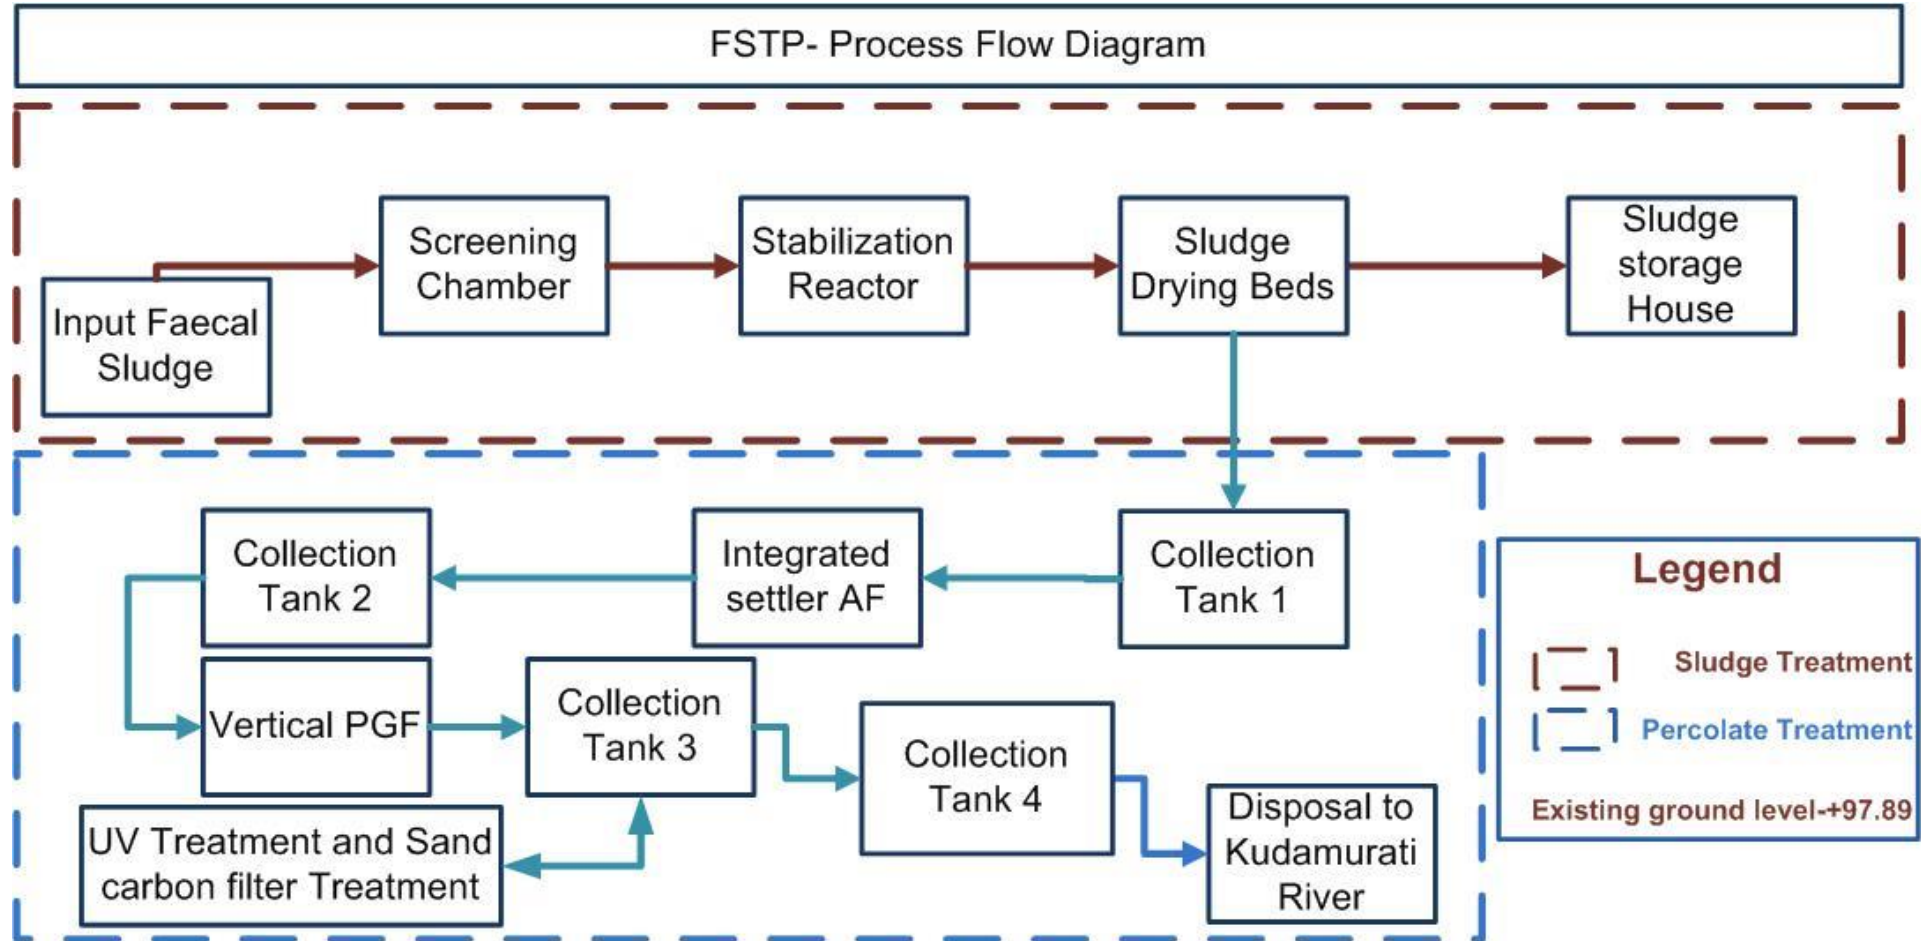 FSTP- Process Flow Diagram
Screening
Chamber
Stabilization
Reactor
Sludge
Drying Beds
Sludge
storage
House
Input Faecal
Sludge
Collection
Tank 2
Integrated
settler AF
Collection
Tank 1
Vertical PGF
Collection
Tank 3
Collection
Tank 4
UV Treatment and Sand
carbon filter Treatment
Disposal to
Kudamurati
River
Legend
Sludge Treatment
Percolate Treatment
Existing ground level-+97.89